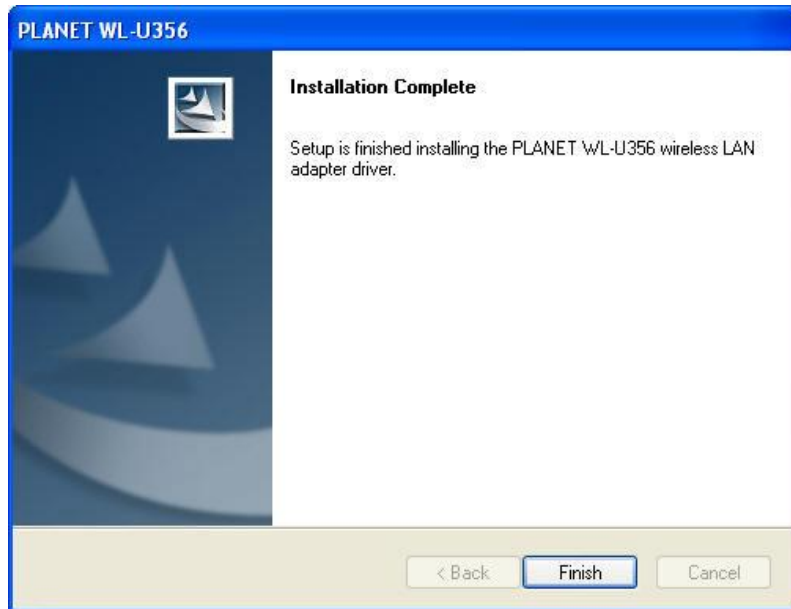 PLANET WL-U356
Installation Complete
Setup is finished installing the PLANET WL-U356 wireless LAN
adapter driver.
< Back Finish Cancel